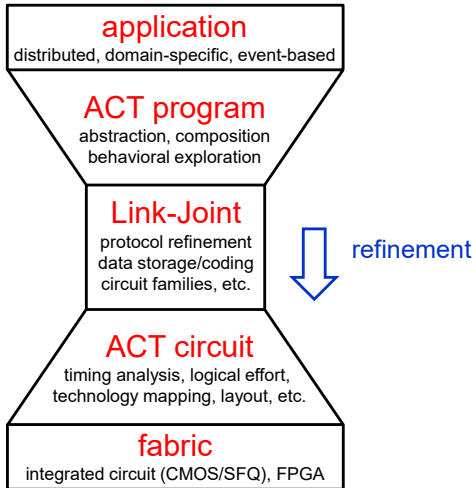 application
distributed, domain-specific, event-based
ACT program
abstraction, composition
behavioral exploration
Link-Joint
protocol refinement
data storage/coding
circuit families, etc.
refinement
ACT circuit
timing analysis, logical effort,
technology mapping, layout, etc.
fabric
integrated circuit (CMOS/SFQ), FPGA